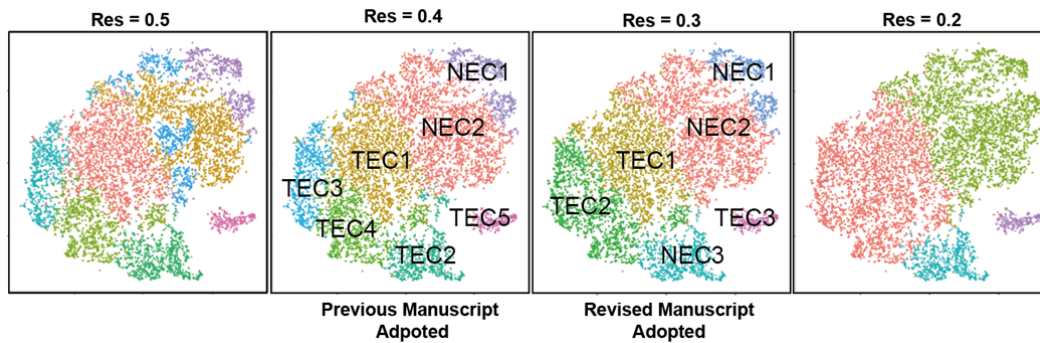 Res = 0.5
Res = 0.4
Res = 0.3
Res = 0.2
NEC1
NEC2
TEC1
TEC3
TEC4
TEC5
TEC2
NEC1
NEC2
TEC1
TEC2
TEC3
NEC3
Previous Manuscript
Adpoted
Revised Manuscript
Adopted